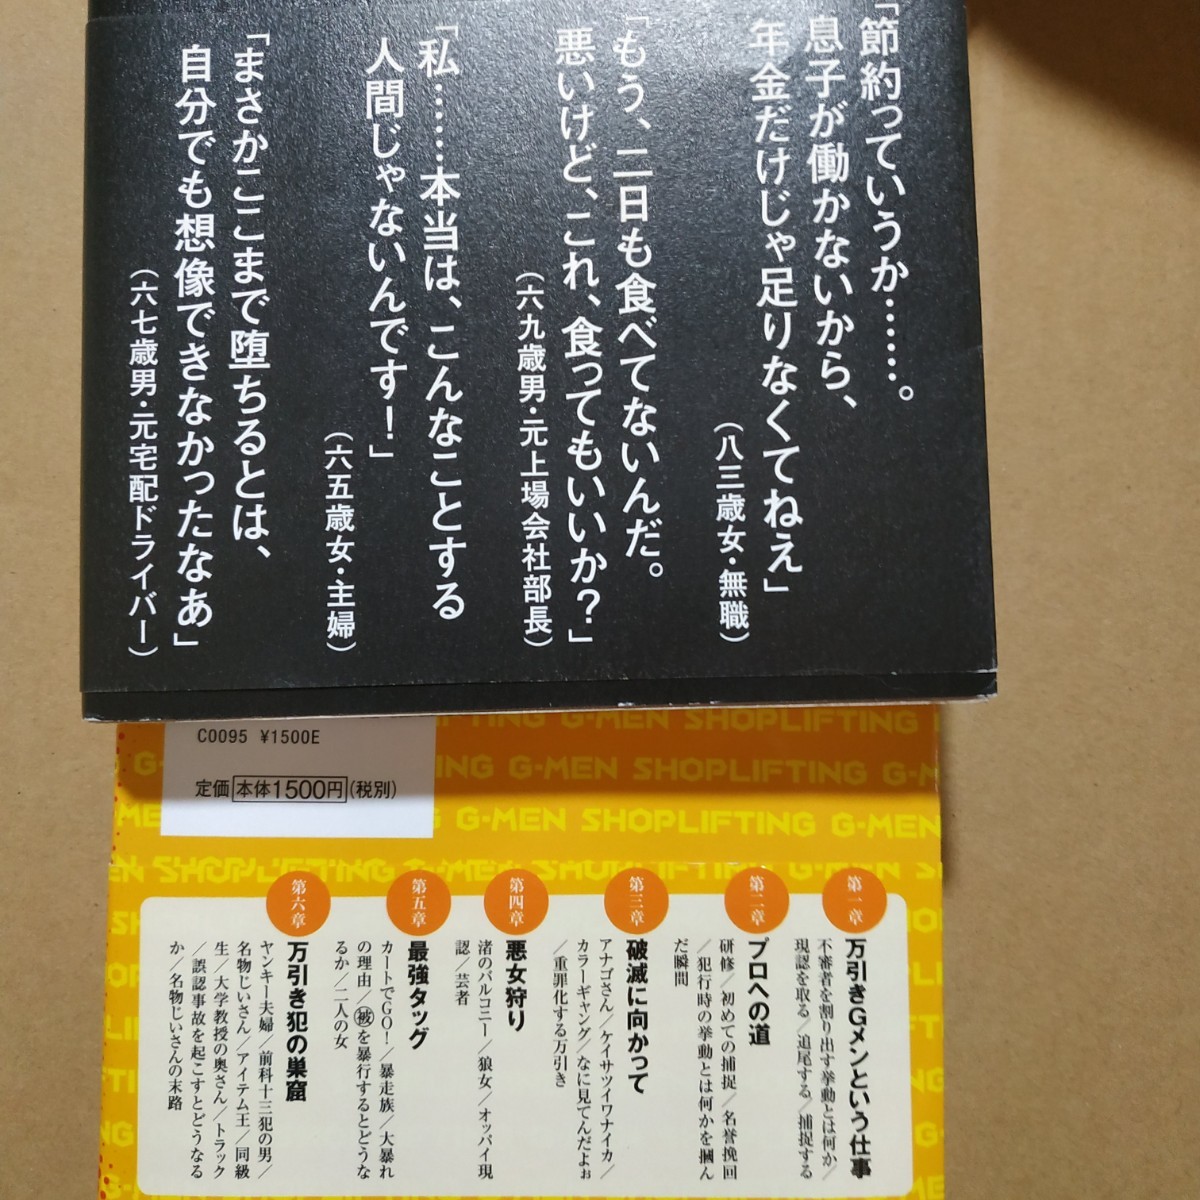 「節約っていうか……。
息子が働かないから、
年金だけじゃ足りなくてねえ」
（八三歳女・無職）
「もう、二日も食べてないんだ。
悪いけど、これ、食ってもいいか？」
（六九歳男・元上場会社部長）
「私……本当は、こんなことする
人間じゃないんです！」
（六五歳女・主婦）
「まさかここまで堕ちるとは、
自分でも想像できなかったなあ」
（六七歳男・元宅配ドライバー）
SHOPLIFTING G-MEN SHOPLIFTING
C0095 ¥1500E
G- ING G-MEN SHOPLIFTING
定価 本体1500円（税別）
ME G-MEN SHOPLIFTING G-MEN
SHOPLIFTING G-MEN SHOPLIFTING
第一章
万引きGメンという仕事
不審者を割り出す挙動とは何か／
現認を取る／追尾する／捕捉する
第二章
プロへの道
研修／初めての捕捉／名誉挽回
／犯行時の挙動とは何かを掴ん
だ瞬間
第三章
破滅に向かって
アナゴさん／ケイサツイワナイカ／
カラーギャング／なに見てんだよぉ
／重罪化する万引き
第四章
悪女狩り
渚のバルコニー／狼女／オッパイ現
認／芸者
第五章
最強タッグ
カートでGO！／暴走族／大暴れ
の理由／㊙を暴行するとどうな
るか／二人の女
第六章
万引き犯の巣窟
ヤンキー夫婦／前科十三犯の男／
名物じいさん／アイテム王／同級
生／大学教授の奥さん／トラック
／誤認事故を起こすとどうなる
か／名物じいさんの末路